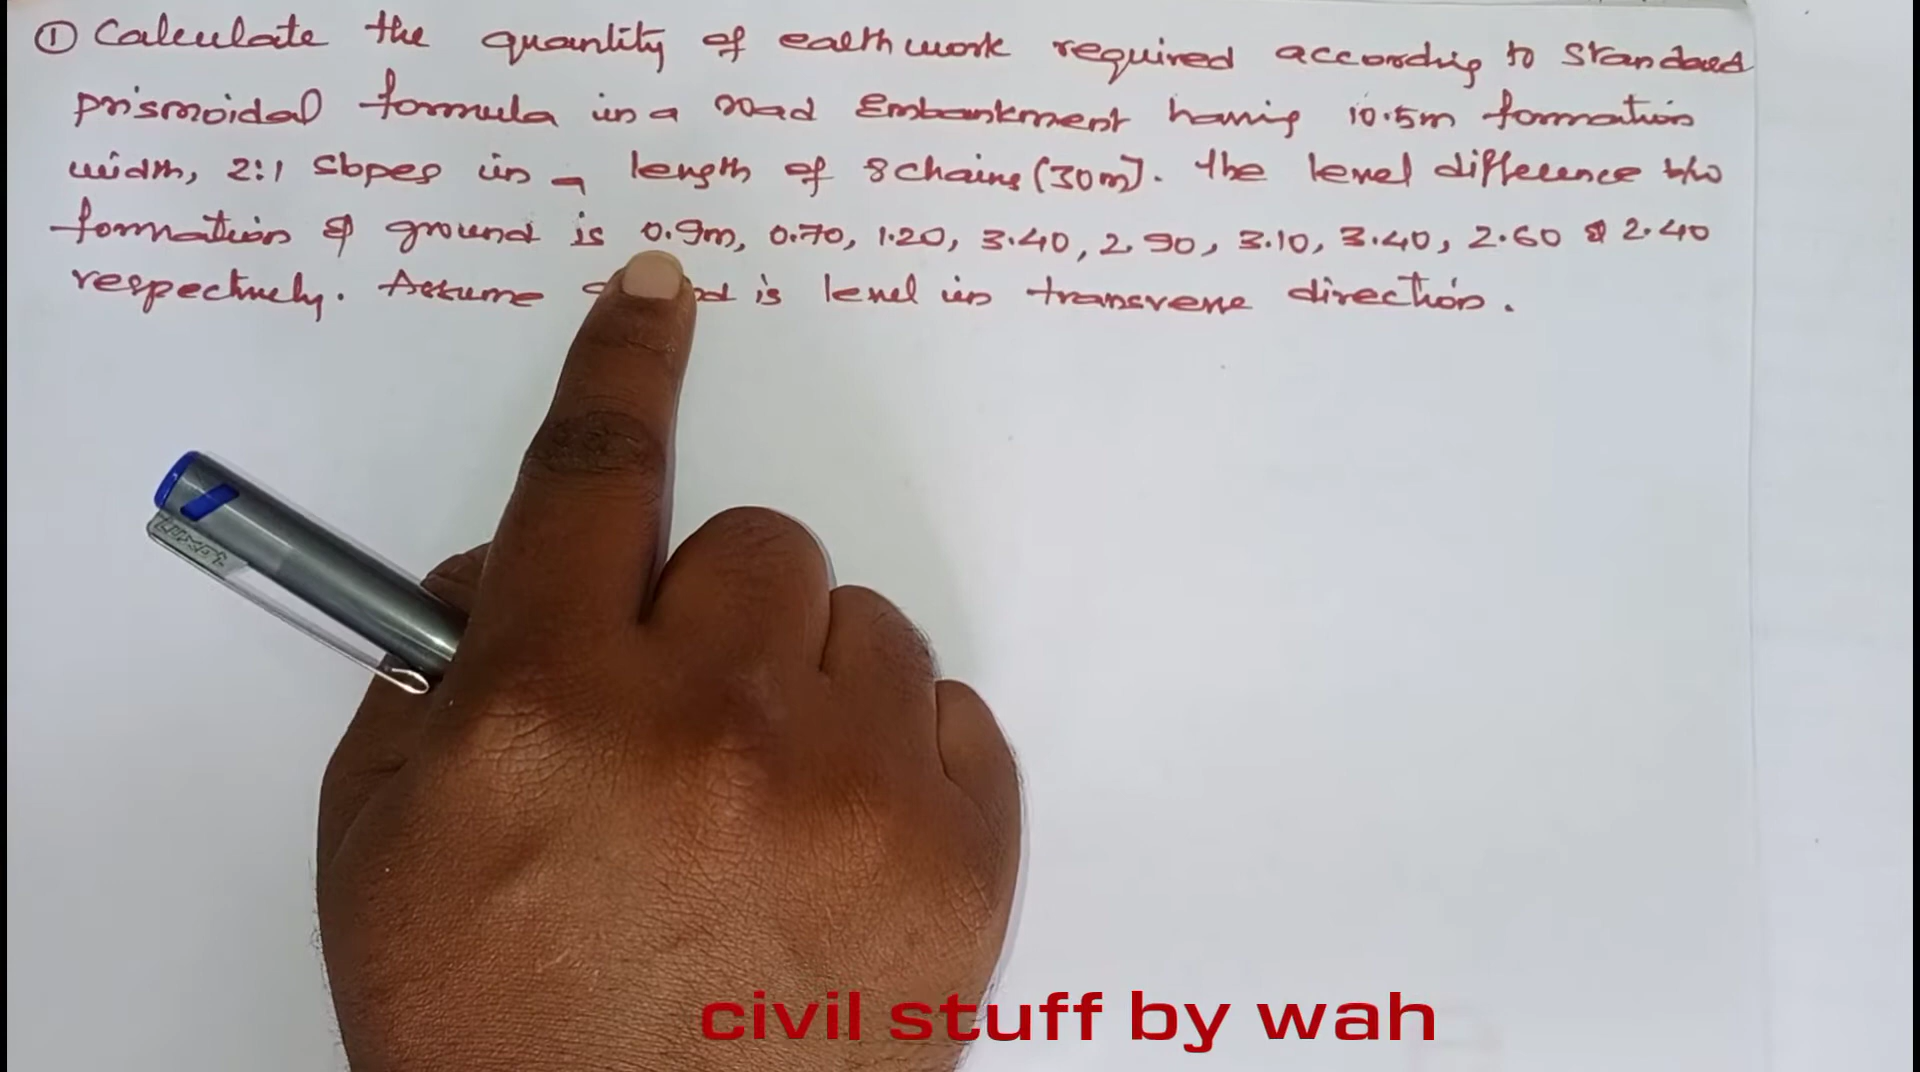 ① Calculate the quantity of earthwork required according to standard
prismoidal formula in a road Embankment having 10.5m formation
width, 2:1 slopes in a length of 8 chains (30m). The level difference b/w
formation & ground is 0.9m, 0.70, 1.20, 3.40, 2.90, 3.10, 3.40, 2.60 & 2.40
respectively. Assume is level in transverse direction.
civil stuff by wah